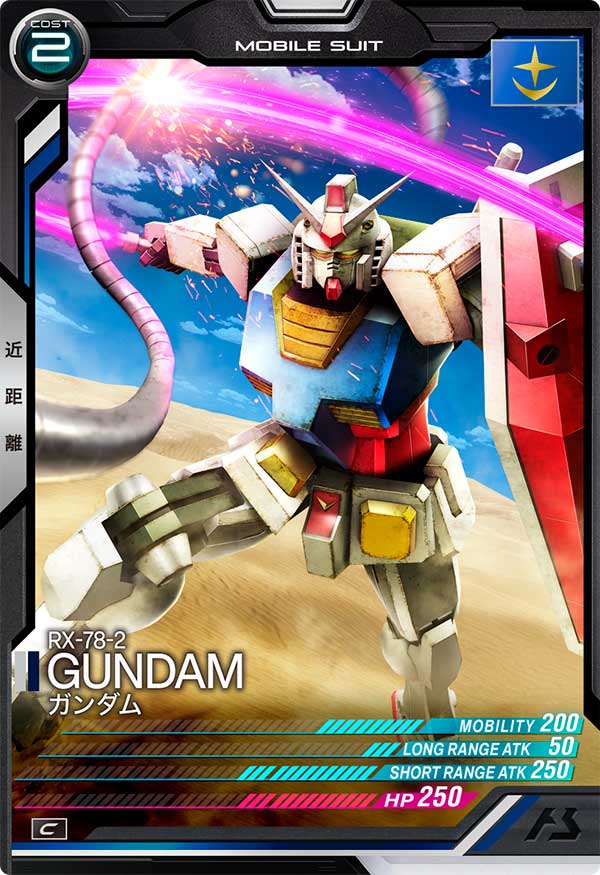 COST
2
MOBILE SUIT
近距離
RX-78-2
GUNDAM
ガンダム
MOBILITY 200
LONG RANGE ATK 50
SHORT RANGE ATK 250
HP 250
C